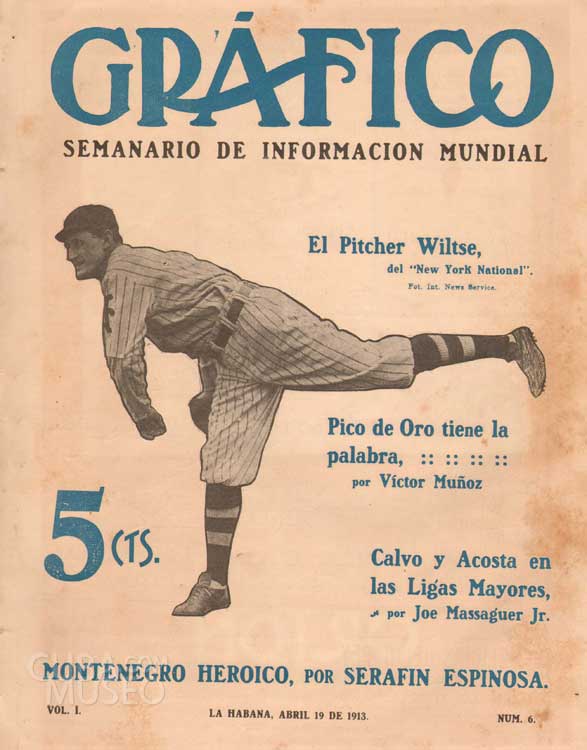 GRÁFICO
SEMANARIO DE INFORMACION MUNDIAL
El Pitcher Wiltse,
del "New York National".
Fot. Int. News Service.
Pico de Oro tiene la
palabra, :: :: :: ::
por Víctor Muñoz
5 CTS.
Calvo y Acosta en
las Ligas Mayores,
por Joe Massaguer Jr.
MONTENEGRO HEROICO, POR SERAFIN ESPINOSA.
VOL. I.
LA HABANA, ABRIL 19 DE 1913.
NUM. 6.
CUBA CON
MUSEO